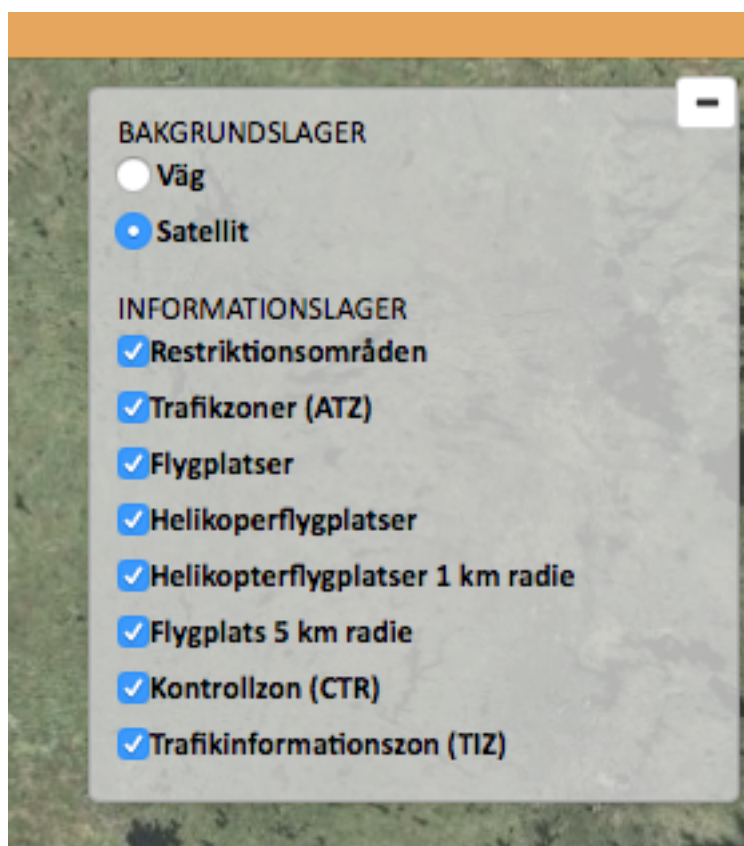 BAKGRUNDSLAGER
Väg
Satellit
INFORMATIONSLAGER
Restriktionsområden
Trafikzoner (ATZ)
Flygplatser
Helikoperflygplatser
Helikopterflygplatser 1 km radie
Flygplats 5 km radie
Kontrollzon (CTR)
Trafikinformationszon (TIZ)